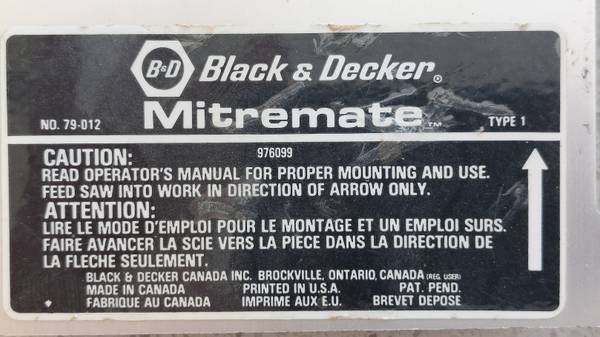 B&D Black & Decker®
Mitremate™
NO. 79-012 TYPE 1
CAUTION: 976099
READ OPERATOR'S MANUAL FOR PROPER MOUNTING AND USE.
FEED SAW INTO WORK IN DIRECTION OF ARROW ONLY.
ATTENTION:
LIRE LE MODE D'EMPLOI POUR LE MONTAGE ET UN EMPLOI SURS.
FAIRE AVANCER LA SCIE VERS LA PIECE DANS LA DIRECTION DE
LA FLECHE SEULEMENT.
BLACK & DECKER CANADA INC. BROCKVILLE, ONTARIO, CANADA (REG. USER)
MADE IN CANADA PRINTED IN U.S.A. PAT. PEND.
FABRIQUE AU CANADA IMPRIME AUX E.U. BREVET DEPOSE